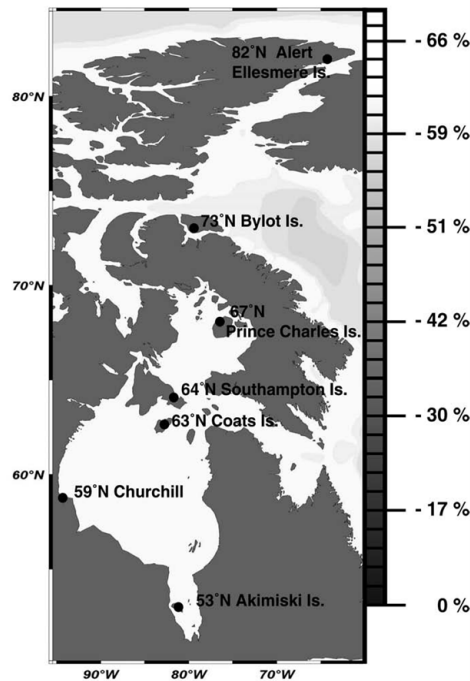 82°N Alert
Ellesmere Is.
- 66 %
80°N
- 59 %
73°N Bylot Is.
- 51 %
70°N
67°N
Prince Charles Is.
- 42 %
64°N Southampton Is.
- 30 %
63°N Coats Is.
60°N
59°N Churchill
- 17 %
53°N Akimiski Is.
0 %
90°W
80°W
70°W